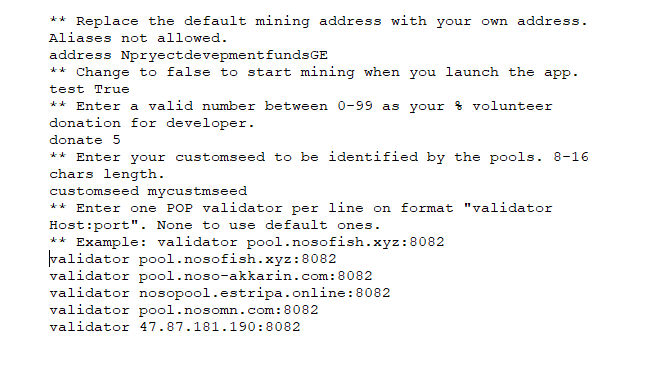 ** Replace the default mining address with your own address.
Aliases not allowed.
address NpryectdevepmentfundsGE
** Change to false to start mining when you launch the app.
test True
** Enter a valid number between 0-99 as your % volunteer
donation for developer.
donate 5
** Enter your customseed to be identified by the pools. 8-16
chars length.
customseed mycustmseed
** Enter one POP validator per line on format "validator
Host:port". None to use default ones.
** Example: validator pool.nosofish.xyz:8082
validator pool.nosofish.xyz:8082
validator pool.noso-akkarin.com:8082
validator nosopool.estripa.online:8082
validator pool.nosomn.com:8082
validator 47.87.181.190:8082